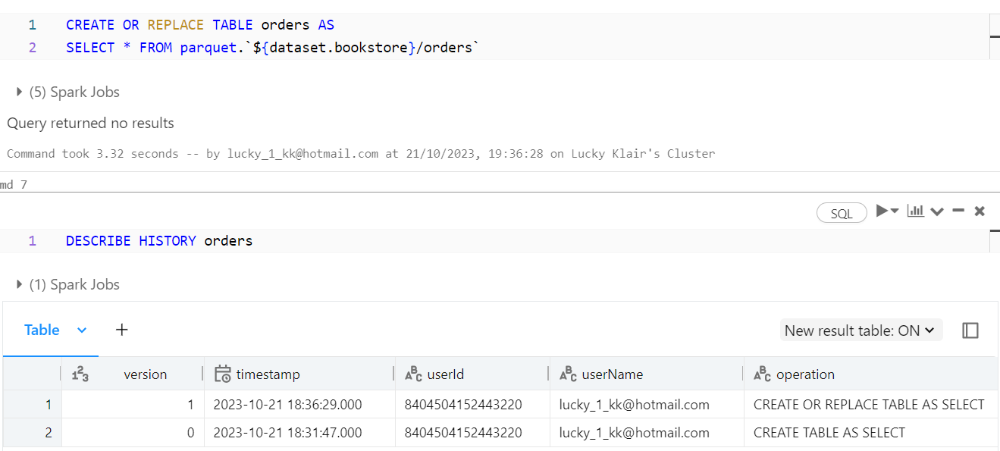 1 CREATE OR REPLACE TABLE orders AS
2 SELECT * FROM parquet.`${dataset.bookstore}/orders`
(5) Spark Jobs
Query returned no results
Command took 3.32 seconds -- by lucky_1_kk@hotmail.com at 21/10/2023, 19:36:28 on Lucky Klair's Cluster
md 7
SQL
1 DESCRIBE HISTORY orders
(1) Spark Jobs
Table + New result table: ON
123 version timestamp ABC userId ABC userName ABC operation
1 1 2023-10-21 18:36:29.000 8404504152443220 lucky_1_kk@hotmail.com CREATE OR REPLACE TABLE AS SELECT
2 0 2023-10-21 18:31:47.000 8404504152443220 lucky_1_kk@hotmail.com CREATE TABLE AS SELECT